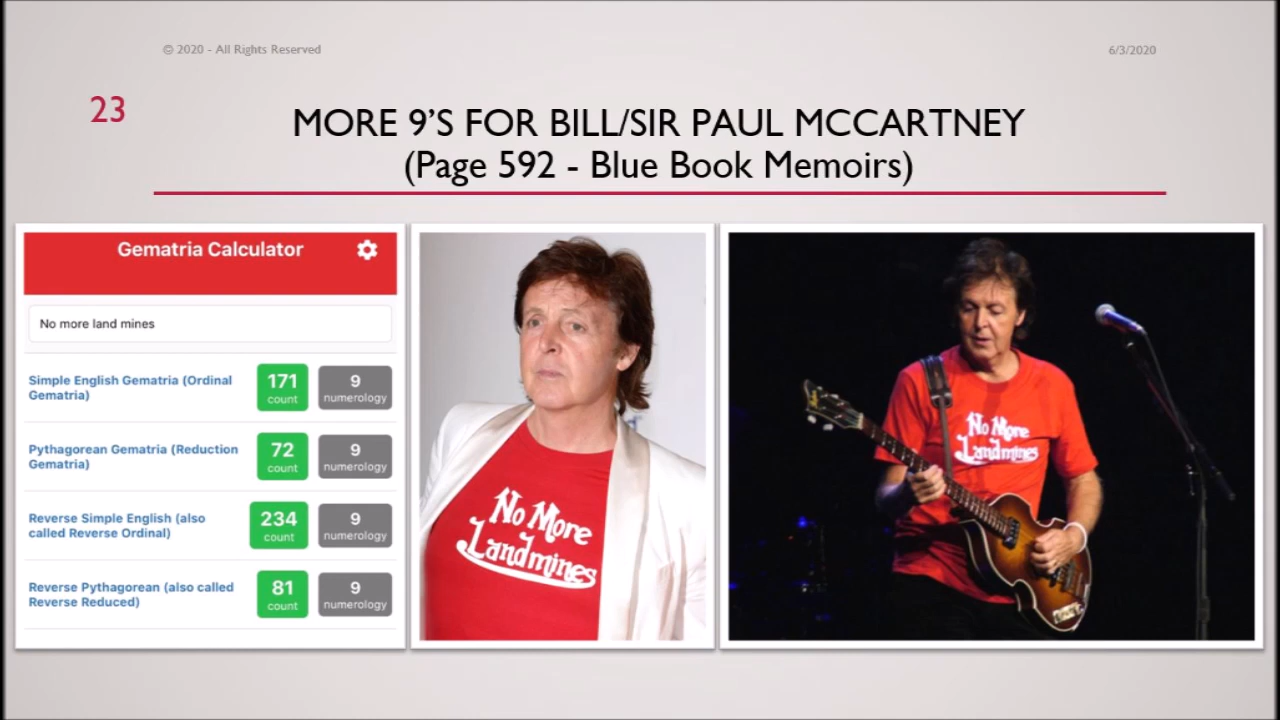 © 2020 - All Rights Reserved
6/3/2020
23
MORE 9'S FOR BILL/SIR PAUL MCCARTNEY
(Page 592 - Blue Book Memoirs)
Gematria Calculator
No more land mines
Simple English Gematria (Ordinal
Gematria)
171
count
9
numerology
Pythagorean Gematria (Reduction
Gematria)
72
count
9
numerology
Reverse Simple English (also
called Reverse Ordinal)
234
count
9
numerology
Reverse Pythagorean (also called
Reverse Reduced)
81
count
9
numerology
No More
Landmines
No More
Landmines